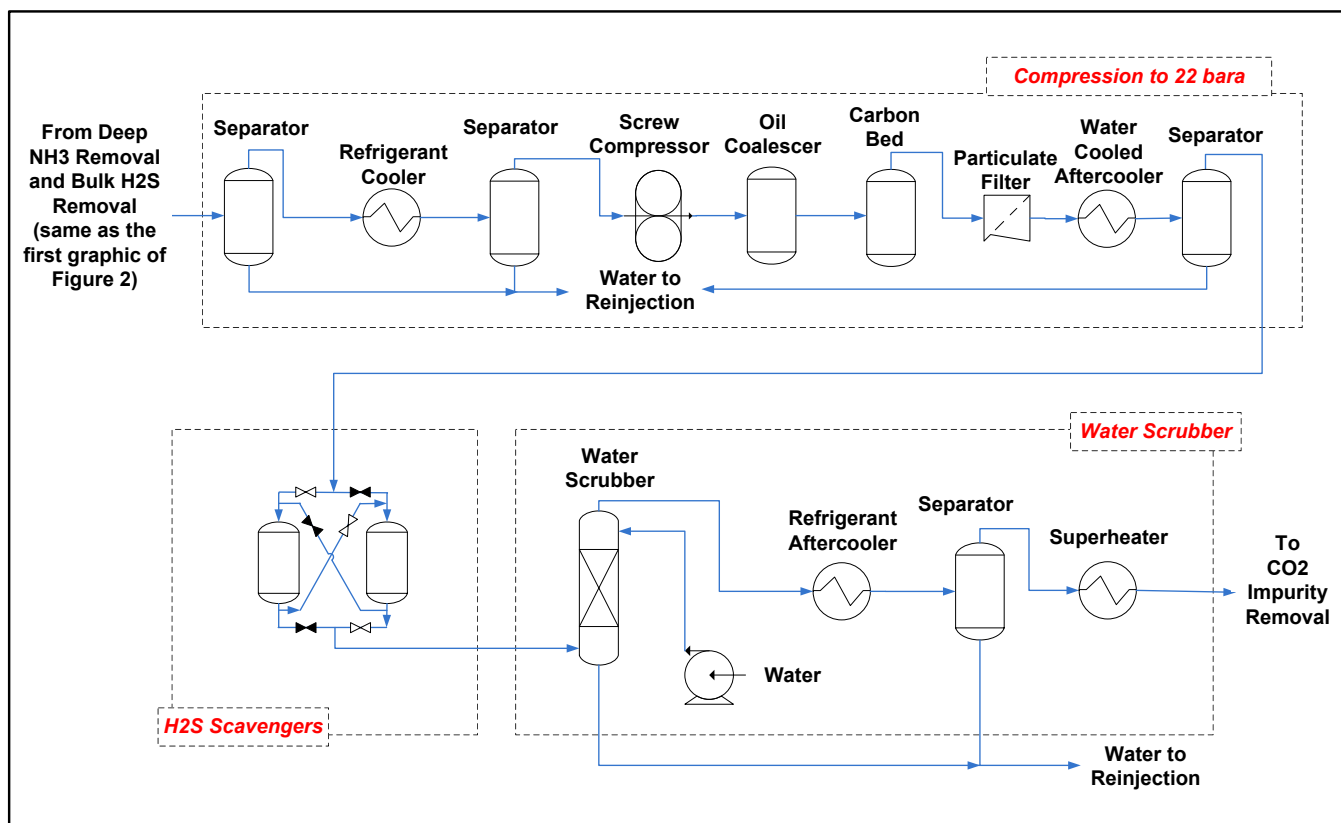 Compression to 22 bara
From Deep
NH3 Removal
and Bulk H2S
Removal
(same as the
first graphic of
Figure 2)
Separator
Refrigerant
Cooler
Separator
Screw
Compressor
Oil
Coalescer
Carbon
Bed
Particulate
Filter
Water
Cooled
Aftercooler
Separator
Water to
Reinjection
Water Scrubber
Water
Scrubber
Refrigerant
Aftercooler
Separator
Superheater
To
CO2
Impurity
Removal
Water
H2S Scavengers
Water to
Reinjection